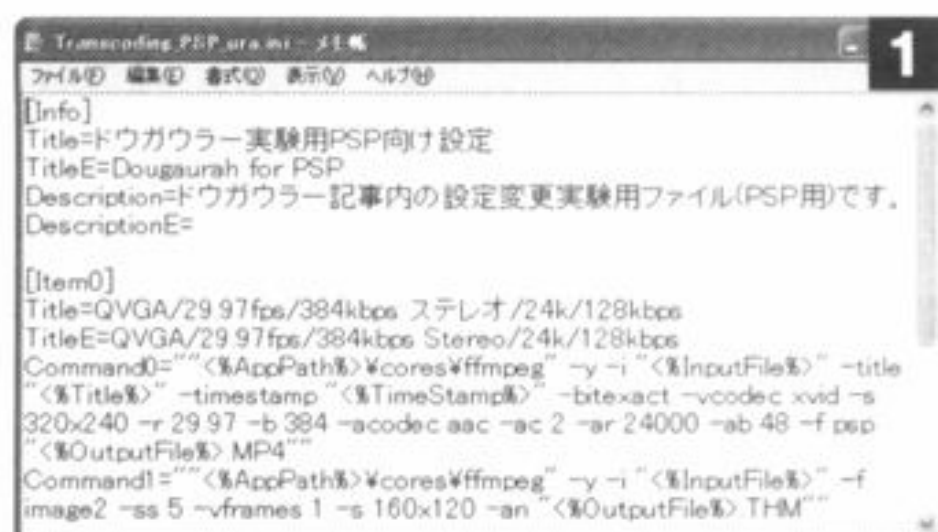 Transcoding_PSP_ura.ini - メモ帳
1
ファイル(F) 編集(E) 書式(O) 表示(V) ヘルプ(H)
[Info]
Title=ドウガウラー実験用PSP向け設定
TitleE=Dougaurah for PSP
Description=ドウガウラー記事内の設定変更実験用ファイル(PSP用)です。
DescriptionE=
[Item0]
Title=QVGA/29.97fps/384kbps ステレオ/24k/128kbps
TitleE=QVGA/29.97fps/384kbps Stereo/24k/128kbps
Command0=""<%AppPath%>¥cores¥ffmpeg" -y -i "<%InputFile%>" -title
"<%Title%>" -timestamp "<%TimeStamp%>" -bitexact -vcodec xvid -s
320x240 -r 29.97 -b 384 -acodec aac -ac 2 -ar 24000 -ab 48 -f psp
"<%OutputFile%>.MP4""
Command1=""<%AppPath%>¥cores¥ffmpeg" -y -i "<%InputFile%>" -f
image2 -ss 5 -vframes 1 -s 160x120 -an "<%OutputFile%>.THM""